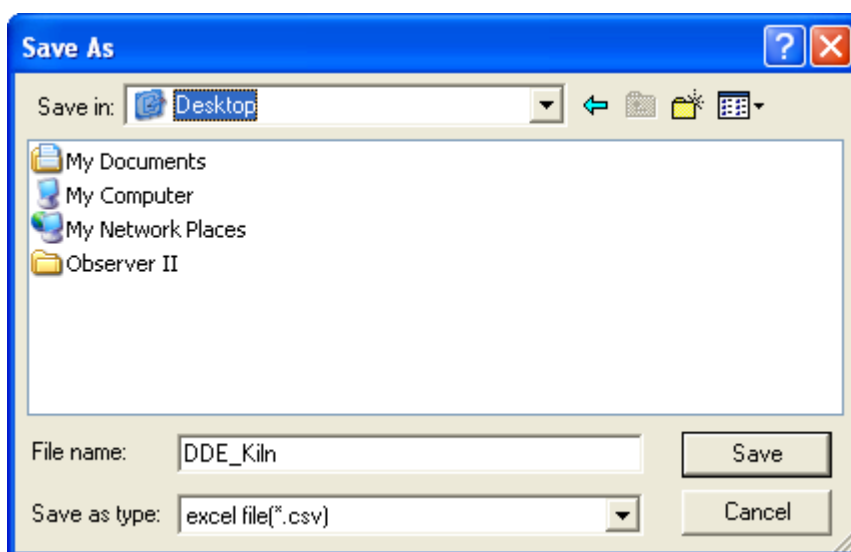 Save As
Save in: Desktop
My Documents
My Computer
My Network Places
Observer II
File name: DDE_Kiln Save
Save as type: excel file(*.csv) Cancel